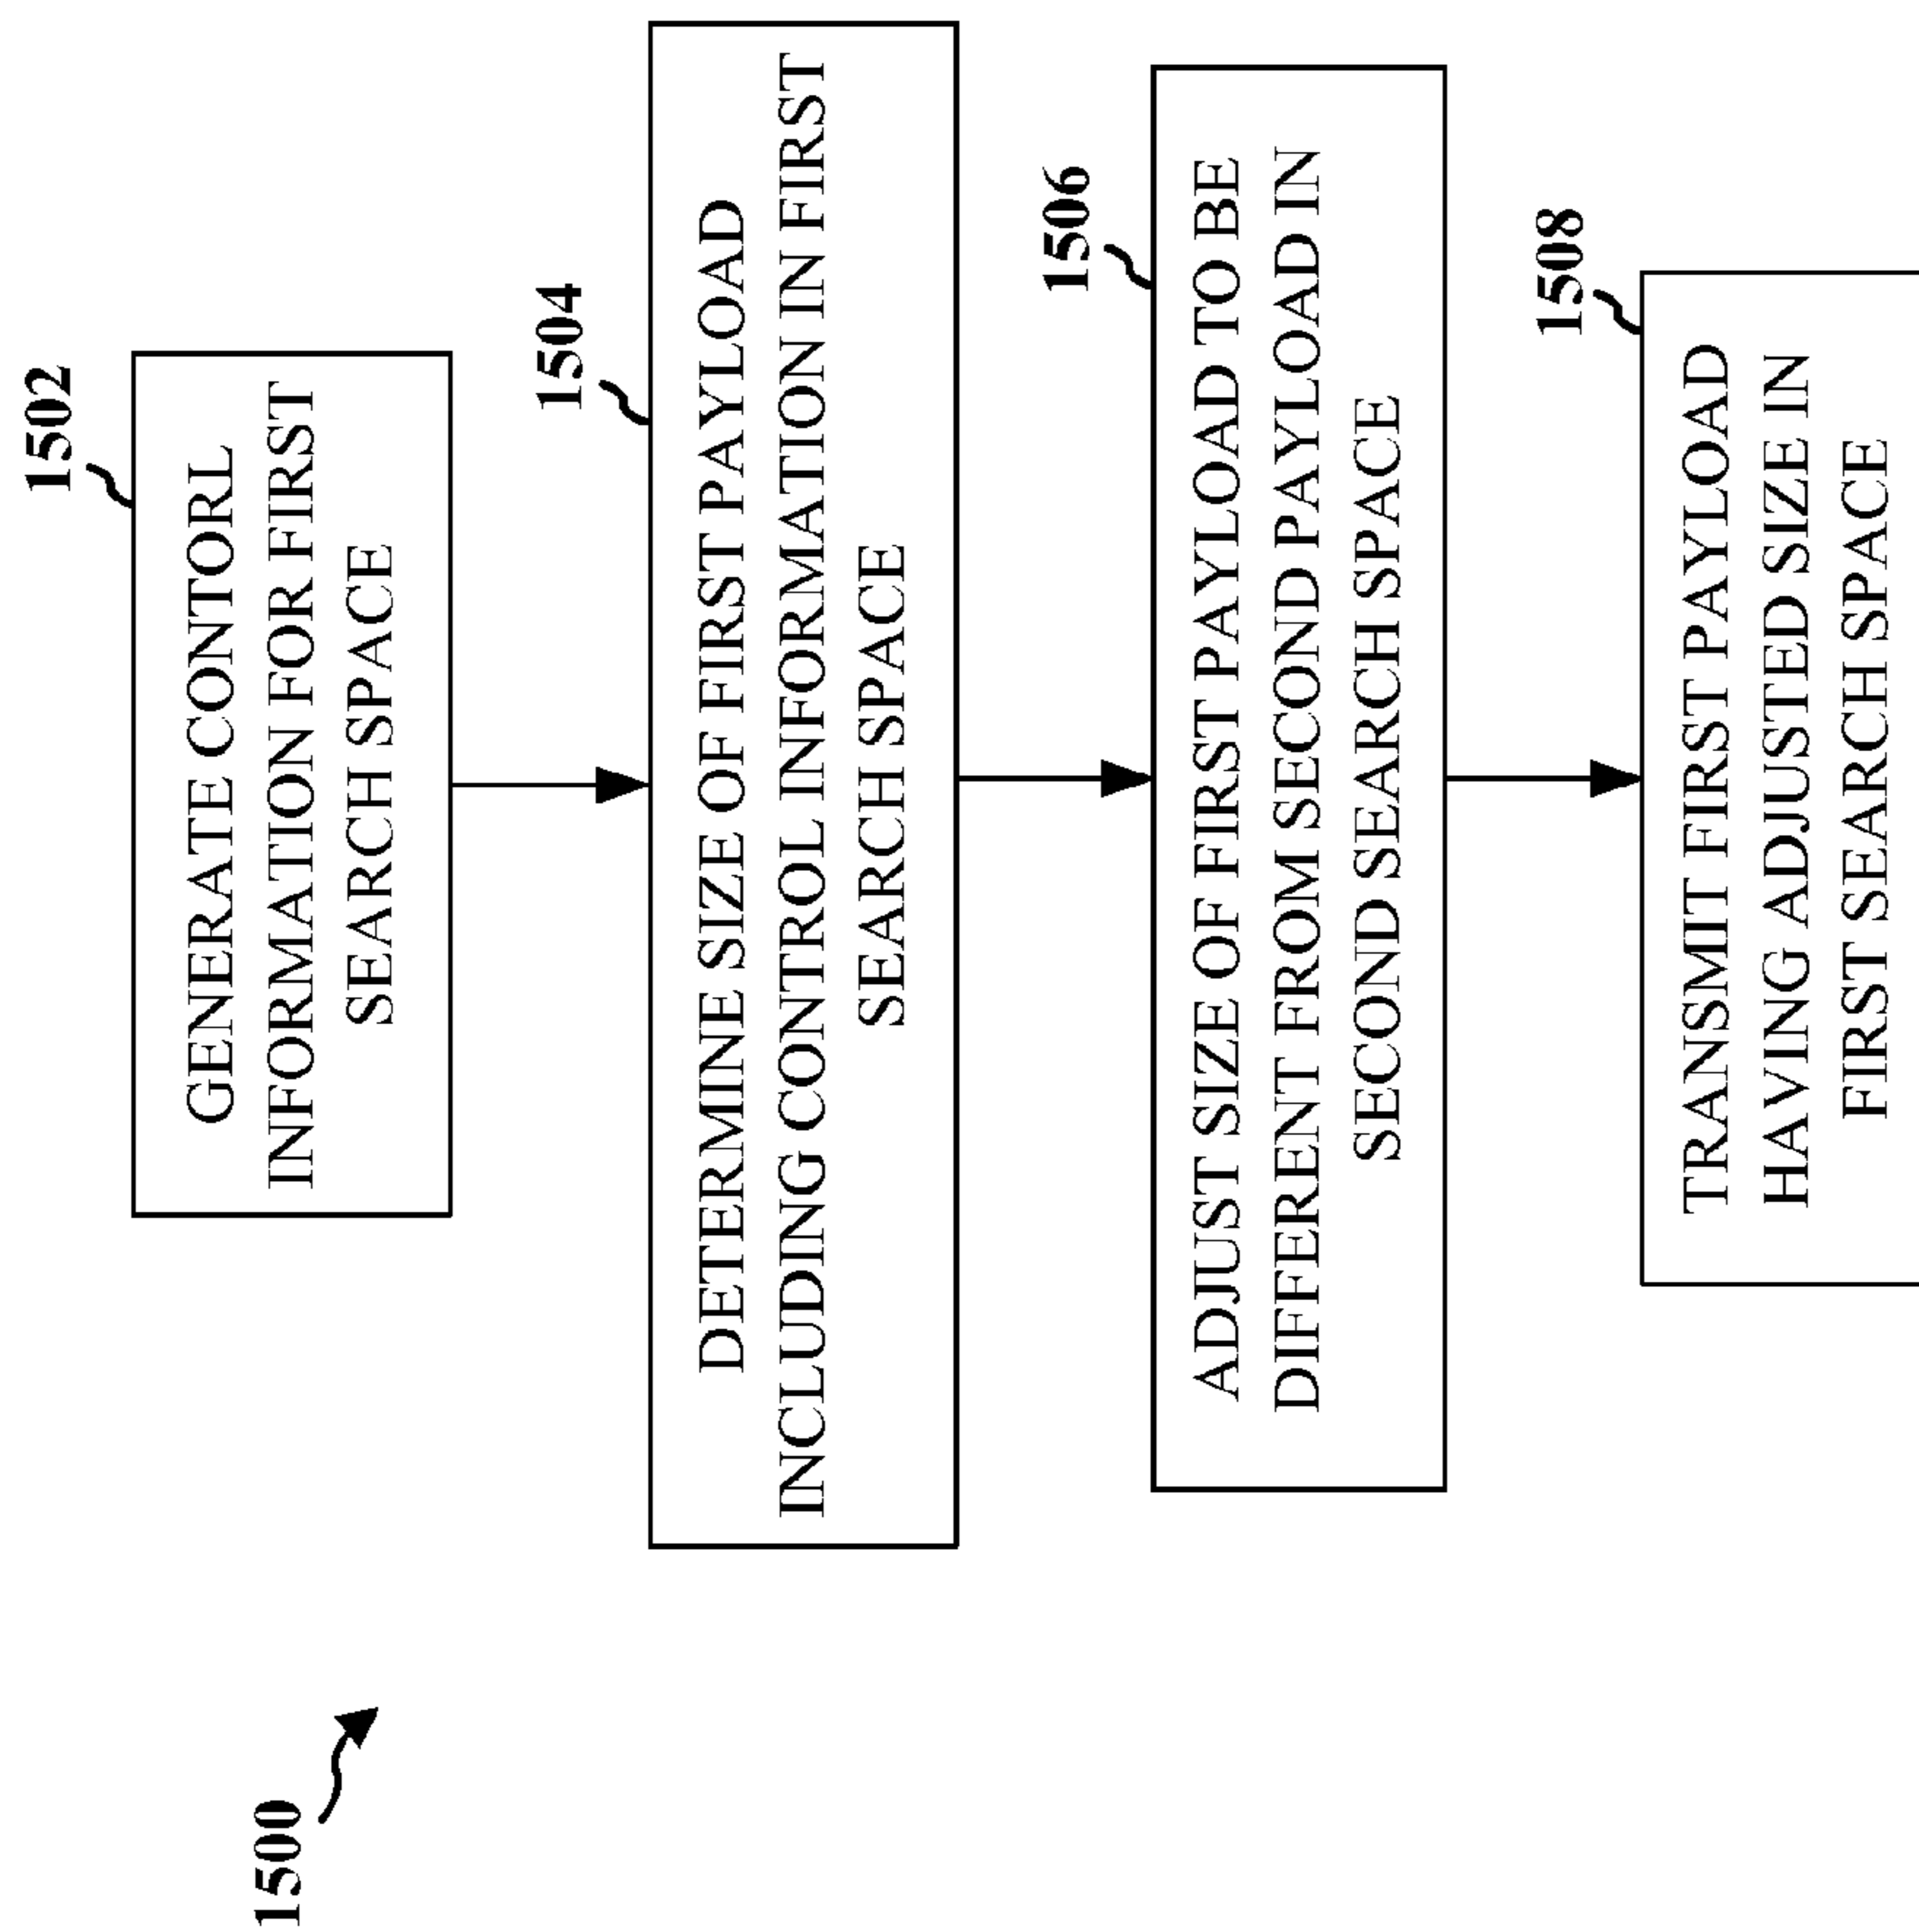 1500
1502
GENERATE CONTORL
INFORMATION FOR FIRST
SEARCH SPACE
1504
DETERMINE SIZE OF FIRST PAYLOAD
INCLUDING CONTROL INFORMATION IN FIRST
SEARCH SPACE
1506
ADJUST SIZE OF FIRST PAYLOAD TO BE
DIFFERENT FROM SECOND PAYLOAD IN
SECOND SEARCH SPACE
1508
TRANSMIT FIRST PAYLOAD
HAVING ADJUSTED SIZE IN
FIRST SEARCH SPACE